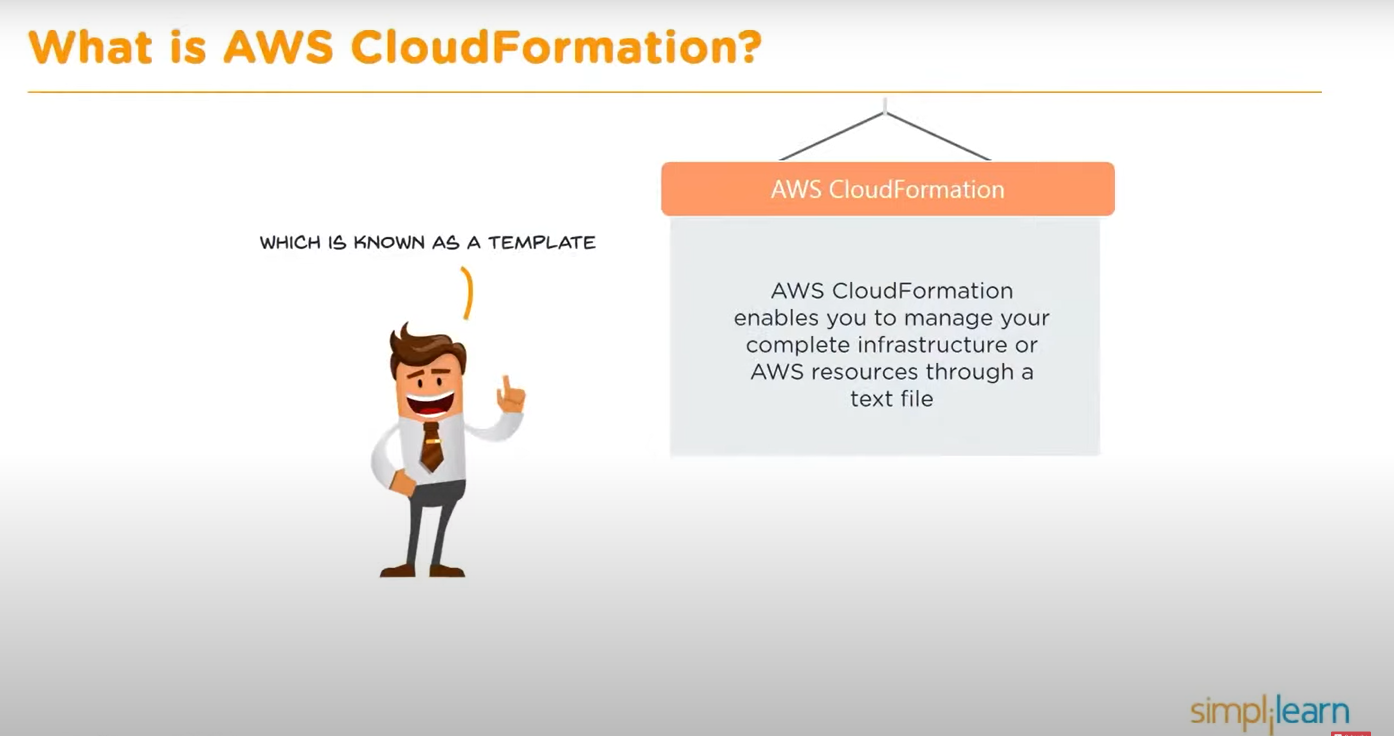 What is AWS CloudFormation?
AWS CloudFormation
WHICH IS KNOWN AS A TEMPLATE
AWS CloudFormation
enables you to manage your
complete infrastructure or
AWS resources through a
text file
simplilearn